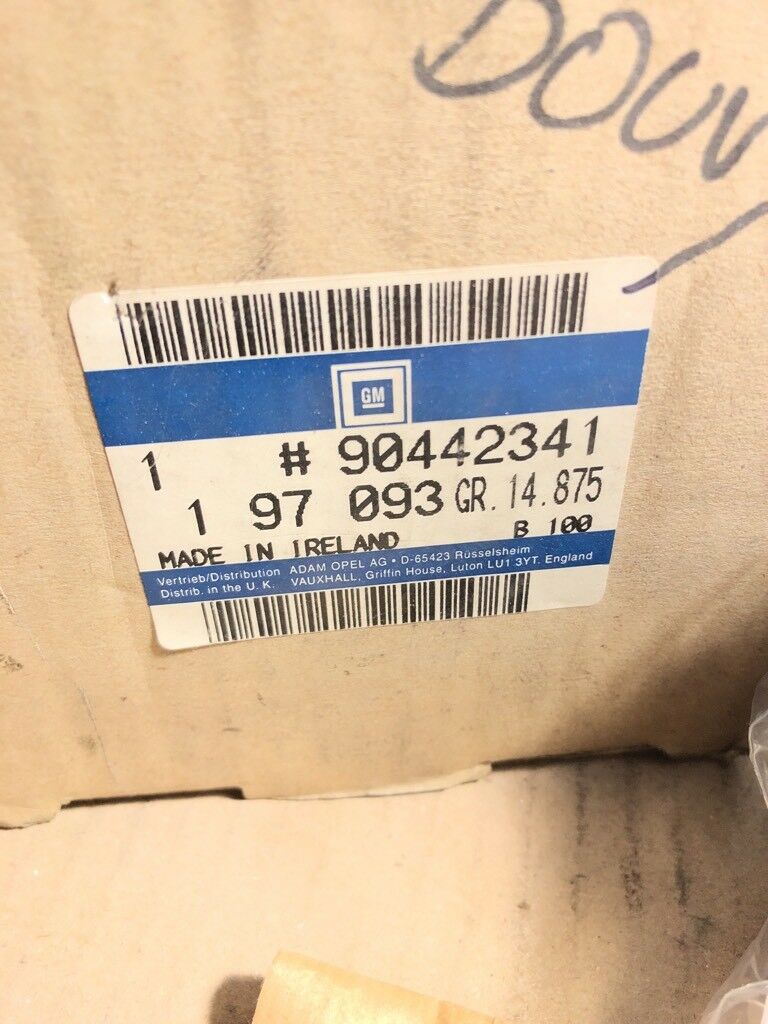 GM
1 # 90442341
1 97 093 GR. 14.875
MADE IN IRELAND B 100
Vertrieb/Distribution ADAM OPEL AG • D-65423 Rüsselsheim
Distrib. in the U. K. VAUXHALL, Griffin House, Luton LU1 3YT. England